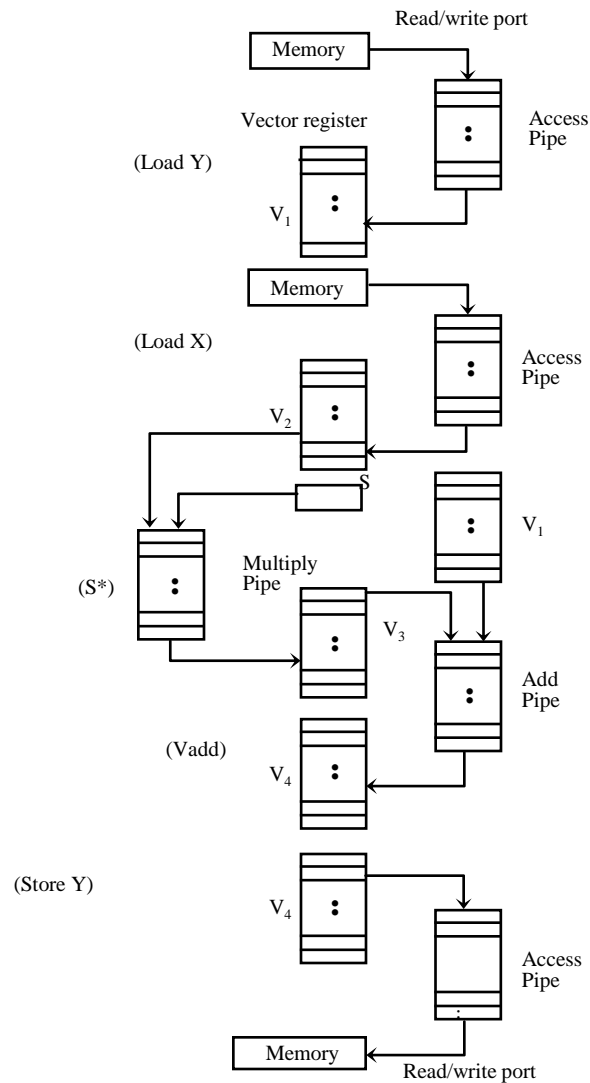 Read/write port
Memory
Access
Pipe
Vector register
(Load Y)
V₁
Memory
(Load X)
Access
Pipe
V₂
S
V₁
Multiply
Pipe
(S*)
V₃
Add
Pipe
(Vadd)
V₄
(Store Y)
V₄
Access
Pipe
Memory
Read/write port